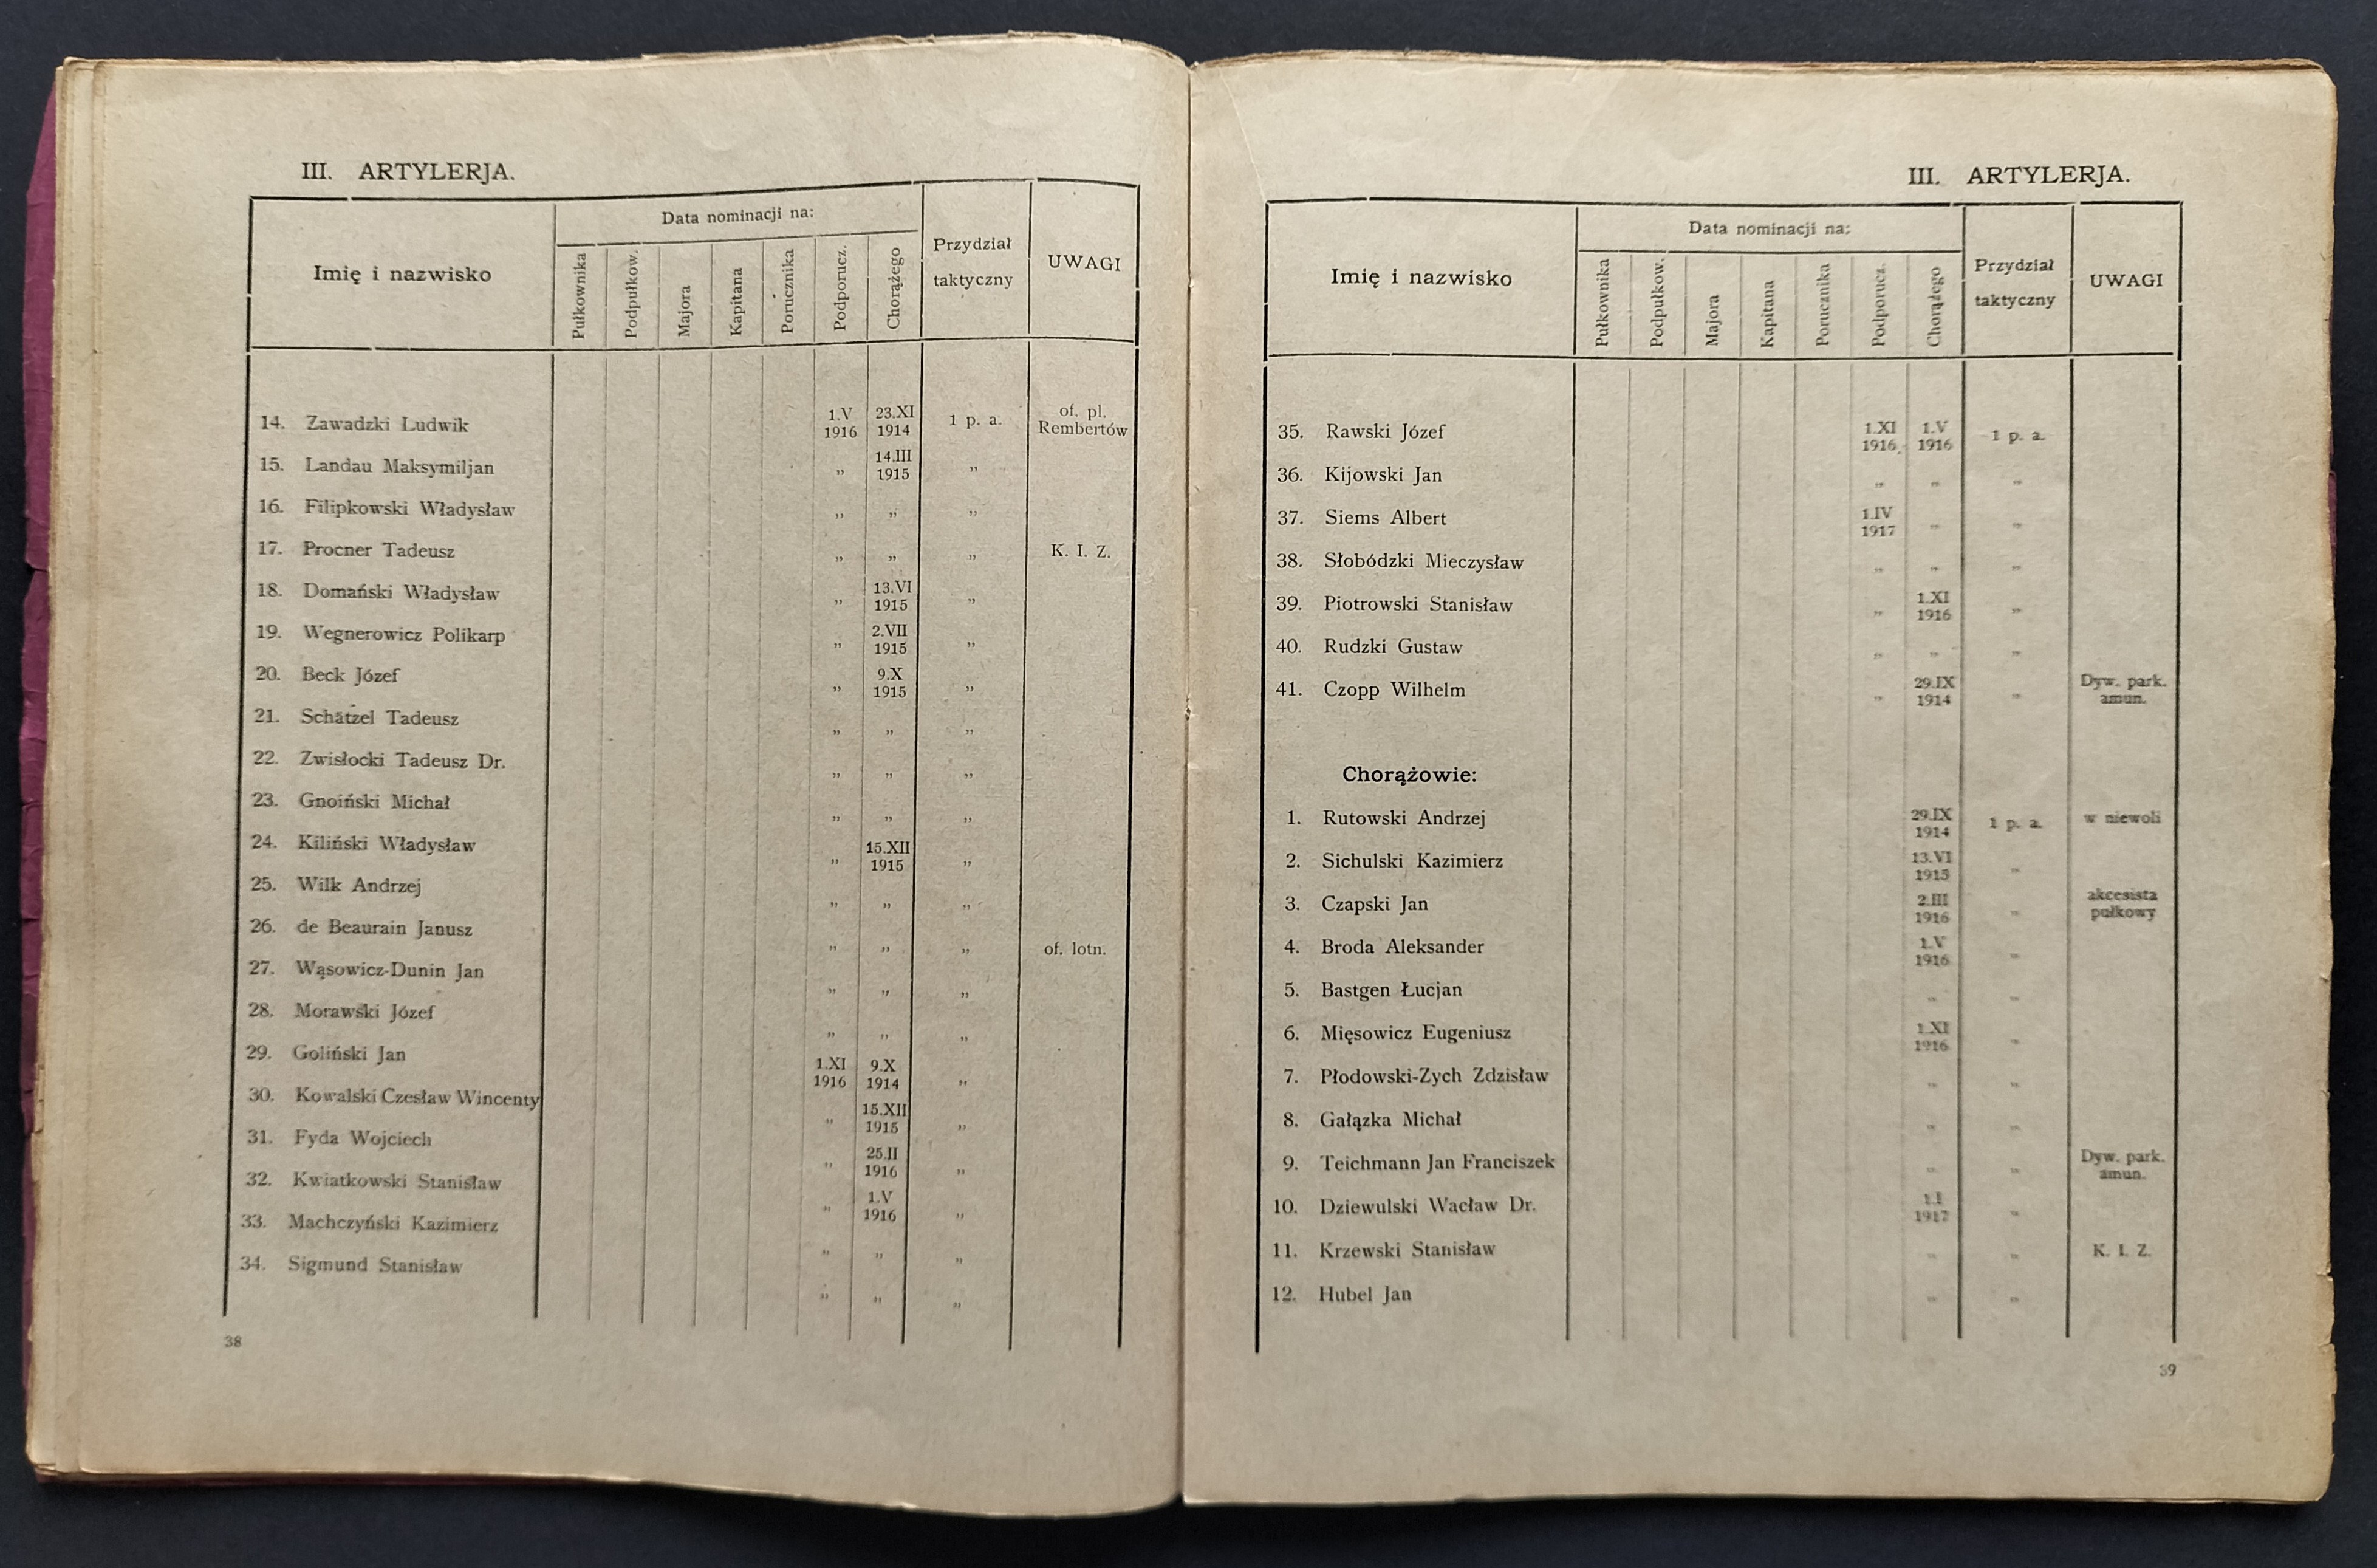 III. ARTYLERJA.
Imię i nazwisko
Data nominacji na:
Pułkownika
Podpułkow.
Majora
Kapitana
Porucznika
Podporucz.
Chorążego
Przydział
taktyczny
UWAGI
14. Zawadzki Ludwik 1.V 1916 23.XI 1914 1 p. a. of. pl. Rembertów
15. Landau Maksymiljan „ 14.III 1915 „
16. Filipkowski Władysław „ „ „
17. Procner Tadeusz „ „ „ K. I. Z.
18. Domański Władysław „ 13.VI 1915 „
19. Wegnerowicz Polikarp „ 2.VII 1915 „
20. Beck Józef „ 9.X 1915 „
21. Schätzel Tadeusz „ „ „
22. Zwisłocki Tadeusz Dr. „ „ „
23. Gnoiński Michał „ „ „
24. Kiliński Władysław „ 15.XII 1915 „
25. Wilk Andrzej „ „ „
26. de Beaurain Janusz „ „ „ of. lotn.
27. Wąsowicz-Dunin Jan „ „ „
28. Morawski Józef „ „ „
29. Goliński Jan 1.XI 1916 9.X 1914 „
30. Kowalski Czesław Wincenty „ 15.XII 1915 „
31. Fyda Wojciech „ 25.II 1916 „
32. Kwiatkowski Stanisław „ 1.V 1916 „
33. Machczyński Kazimierz „ „ „
34. Sigmund Stanisław „ „ „
38
III. ARTYLERJA.
Imię i nazwisko
Data nominacji na:
Pułkownika
Podpułkow.
Majora
Kapitana
Porucznika
Podporucz.
Chorążego
Przydział
taktyczny
UWAGI
35. Rawski Józef 1.XI 1916 1.V 1916 1 p. a.
36. Kijowski Jan „ „ „
37. Siems Albert 1.IV 1917 „ „
38. Słobódzki Mieczysław „ „ „
39. Piotrowski Stanisław „ 1.XI 1916 „
40. Rudzki Gustaw „ „ „
41. Czopp Wilhelm „ 29.IX 1914 „ Dyw. park. amun.
Chorążowie:
1. Rutowski Andrzej 29.IX 1914 1 p. a. w niewoli
2. Sichulski Kazimierz 13.VI 1915 „
3. Czapski Jan 2.III 1916 „ akcesista pułkowy
4. Broda Aleksander 1.V 1916 „
5. Bastgen Łucjan „ „
6. Mięsowicz Eugeniusz 1.XI 1916 „
7. Płodowski-Zych Zdzisław „ „
8. Gałązka Michał „ „
9. Teichmann Jan Franciszek „ „ Dyw. park. amun.
10. Dziewulski Wacław Dr. 1.I 1917 „
11. Krzewski Stanisław „ „ K. I. Z.
12. Hubel Jan „ „
39